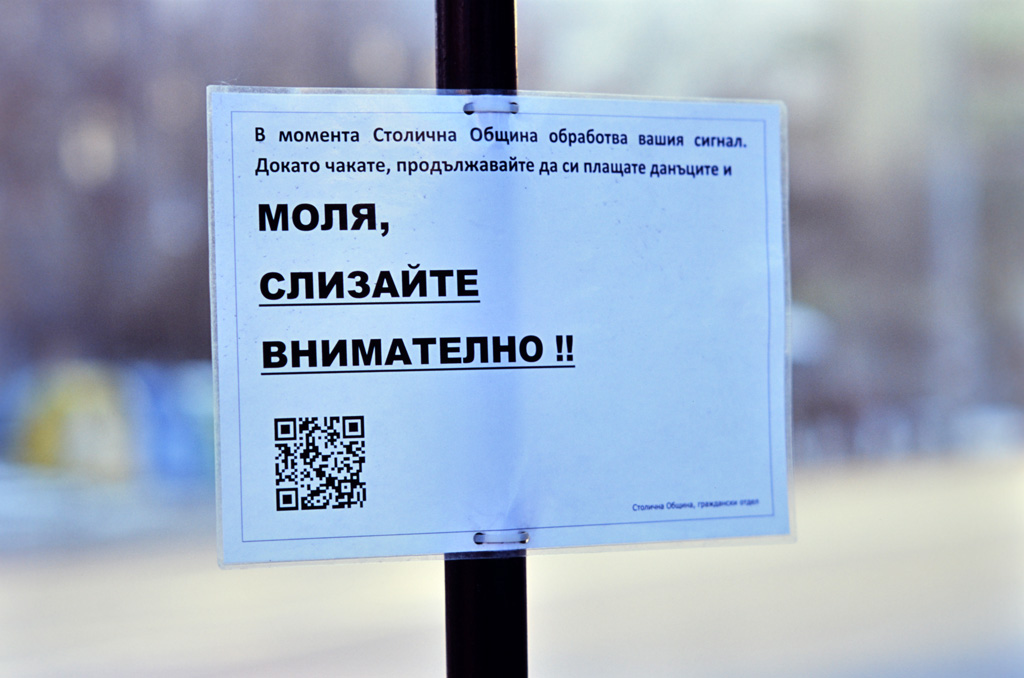 В момента Столична Община обработва вашия сигнал.
Докато чакате, продължавайте да си плащате данъците и
МОЛЯ,
СЛИЗАЙТЕ
ВНИМАТЕЛНО !!
Столична Община, граждански отдел